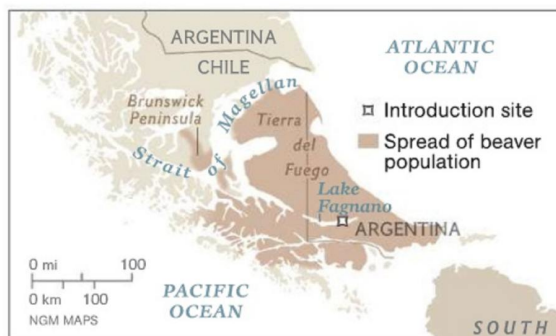 ARGENTINA
CHILE
ATLANTIC
OCEAN
Brunswick
Peninsula
Strait of Magellan
Tierra
del
Fuego
Introduction site
Spread of beaver
population
Lake
Fagnano
ARGENTINA
0 mi 100
0 km 100
NGM MAPS
PACIFIC
OCEAN
SOUTH